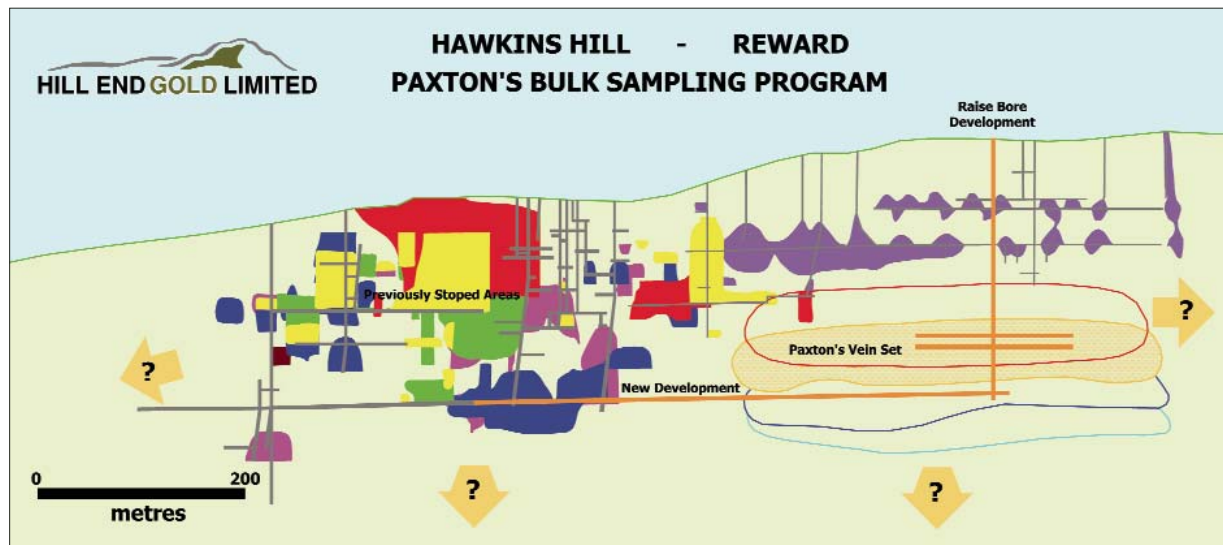 HAWKINS HILL - REWARD
PAXTON'S BULK SAMPLING PROGRAM
HILL END GOLD LIMITED
Raise Bore
Development
Previously Stoped Areas
?
Paxton's Vein Set
?
New Development
0 200
metres
?
?